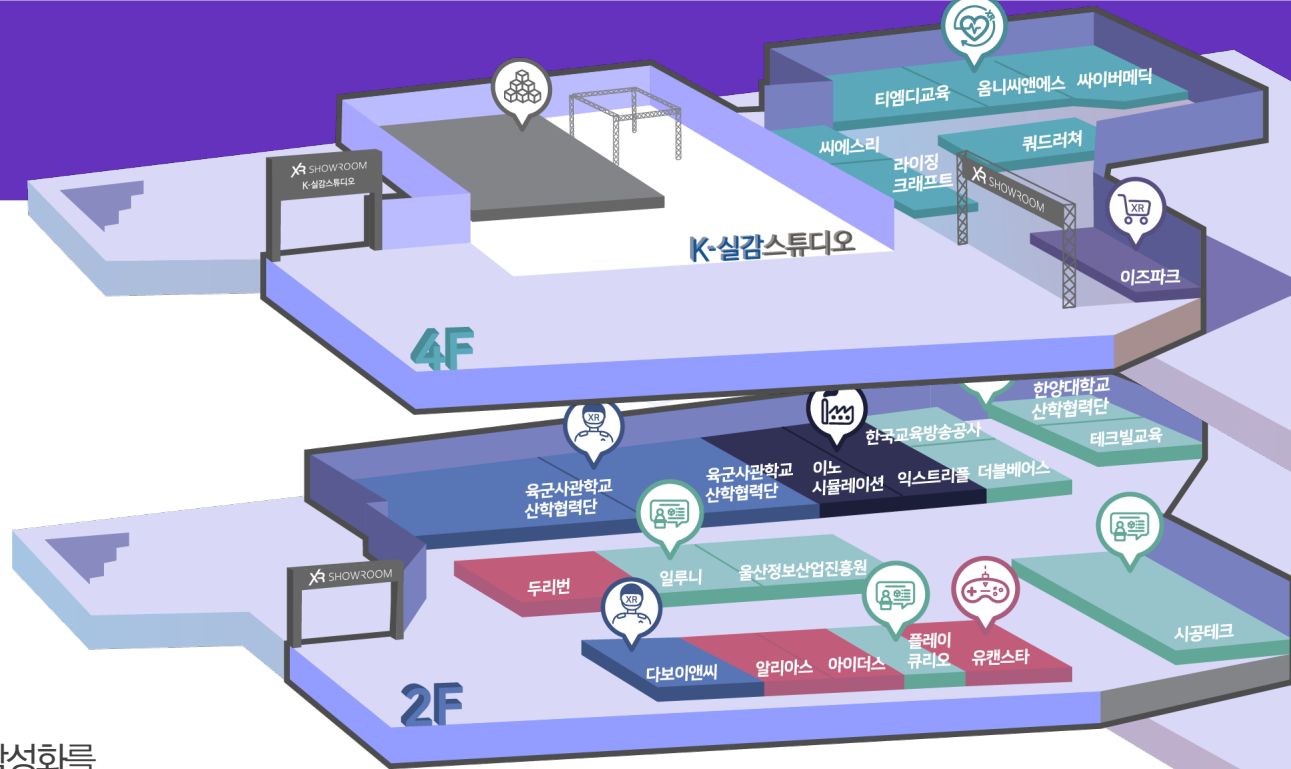 XR SHOWROOM
K-실감스튜디오
XR
티엠디교육
옴니씨앤에스
싸이버메딕
씨에스리
라이징
크래프트
쿼드러쳐
XR SHOWROOM
XR
이즈파크
K-실감스튜디오
4F
XR
육군사관학교
산학협력단
육군사관학교
산학협력단
이노
시뮬레이션
익스트리플
한국교육방송공사
더블베어스
한양대학교
산학협력단
테크빌교육
XR SHOWROOM
두리번
일루니
울산정보산업진흥원
XR
다보이앤씨
알리아스
아이더스
플레이
큐리오
유캔스타
시공테크
2F